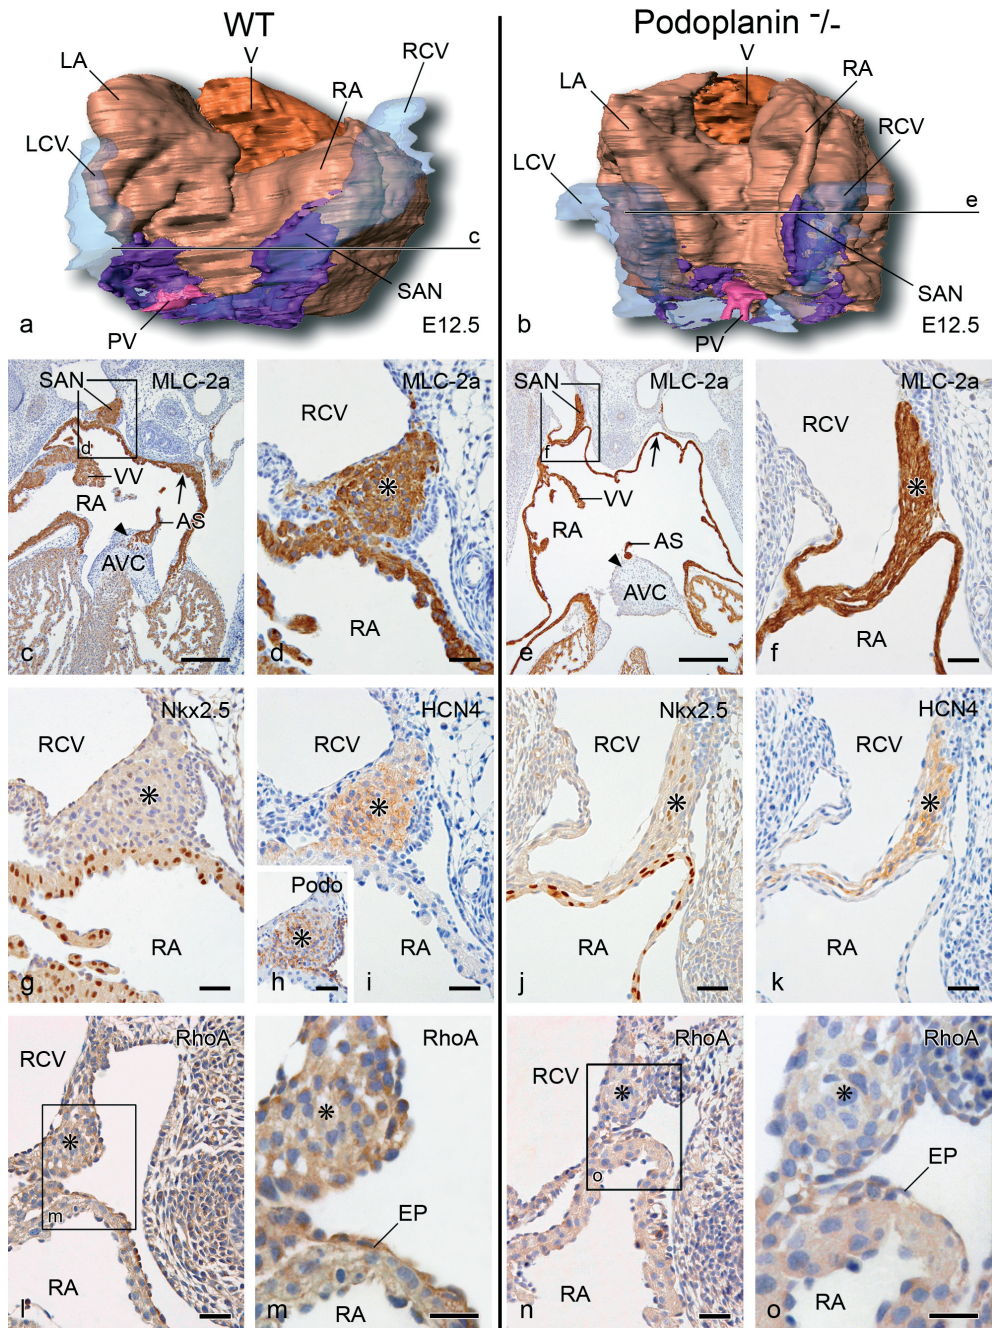 WT
Podoplanin -/-
V
LA
RA
RCV
LCV
c
SAN
PV
a
E12.5
V
LA
RA
RCV
LCV
e
SAN
PV
b
E12.5
SAN
MLC-2a
d
VV
RA
AS
AVC
c
MLC-2a
RCV
*
RA
d
SAN
MLC-2a
f
VV
RA
AS
AVC
e
MLC-2a
RCV
*
RA
f
Nkx2.5
RCV
*
RA
g
HCN4
RCV
*
Podo
*
h
RA
i
Nkx2.5
RCV
*
RA
j
HCN4
RCV
*
RA
k
RhoA
RCV
*
m
RA
l
RhoA
*
EP
RA
m
RhoA
RCV
*
o
RA
n
RhoA
*
EP
RA
o